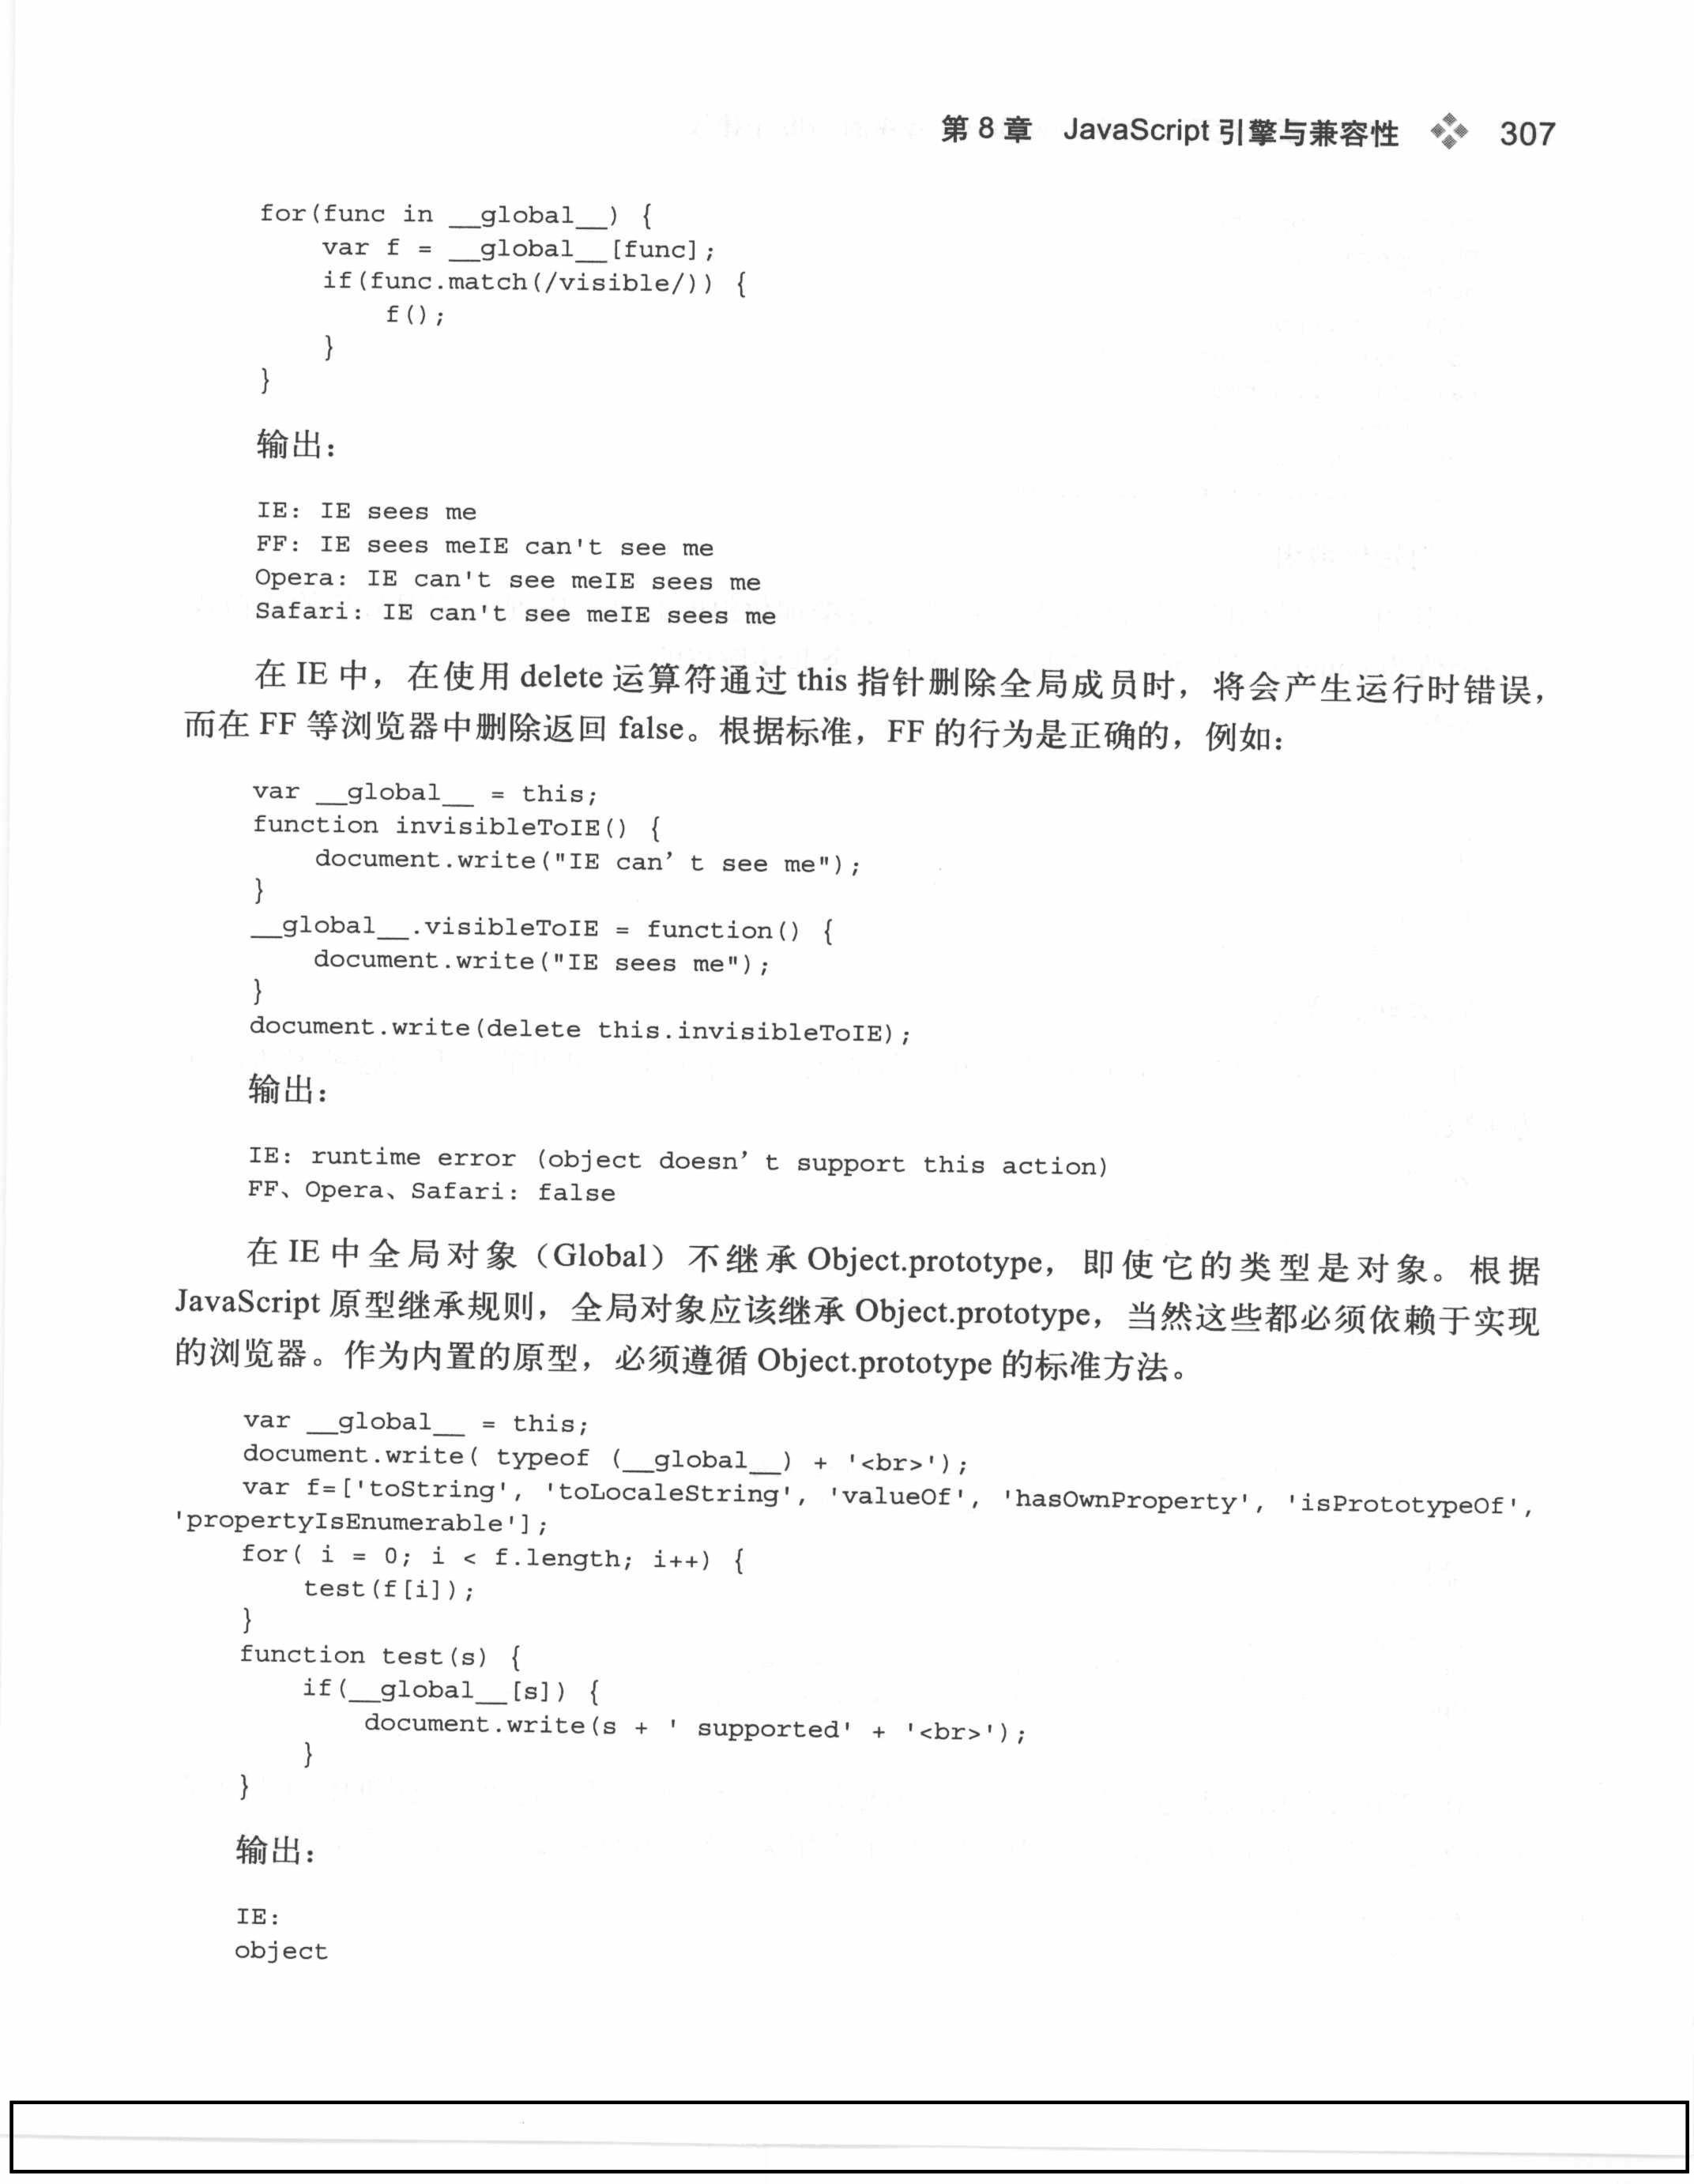 第 8 章　JavaScript 引擎与兼容性　307
for(func in __global__) {
    var f = __global__[func];
    if(func.match(/visible/)) {
        f();
    }
}
输出：
IE: IE sees me
FF: IE sees meIE can't see me
Opera: IE can't see meIE sees me
Safari: IE can't see meIE sees me
在 IE 中，在使用 delete 运算符通过 this 指针删除全局成员时，将会产生运行时错误，
而在 FF 等浏览器中删除返回 false。根据标准，FF 的行为是正确的，例如：
var __global__ = this;
function invisibleToIE() {
    document.write("IE can’ t see me");
}
__global__.visibleToIE = function() {
    document.write("IE sees me");
}
document.write(delete this.invisibleToIE);
输出：
IE: runtime error (object doesn’ t support this action)
FF、Opera、Safari: false
在 IE 中全局对象（Global）不继承 Object.prototype，即使它的类型是对象。根据
JavaScript 原型继承规则，全局对象应该继承 Object.prototype，当然这些都必须依赖于实现
的浏览器。作为内置的原型，必须遵循 Object.prototype 的标准方法。
var __global__ = this;
document.write( typeof (__global__) + '<br>');
var f=['toString', 'toLocaleString', 'valueOf', 'hasOwnProperty', 'isPrototypeOf',
'propertyIsEnumerable'];
for( i = 0; i < f.length; i++) {
    test(f[i]);
}
function test(s) {
    if(__global__[s]) {
        document.write(s + ' supported' + '<br>');
    }
}
输出：
IE:
object